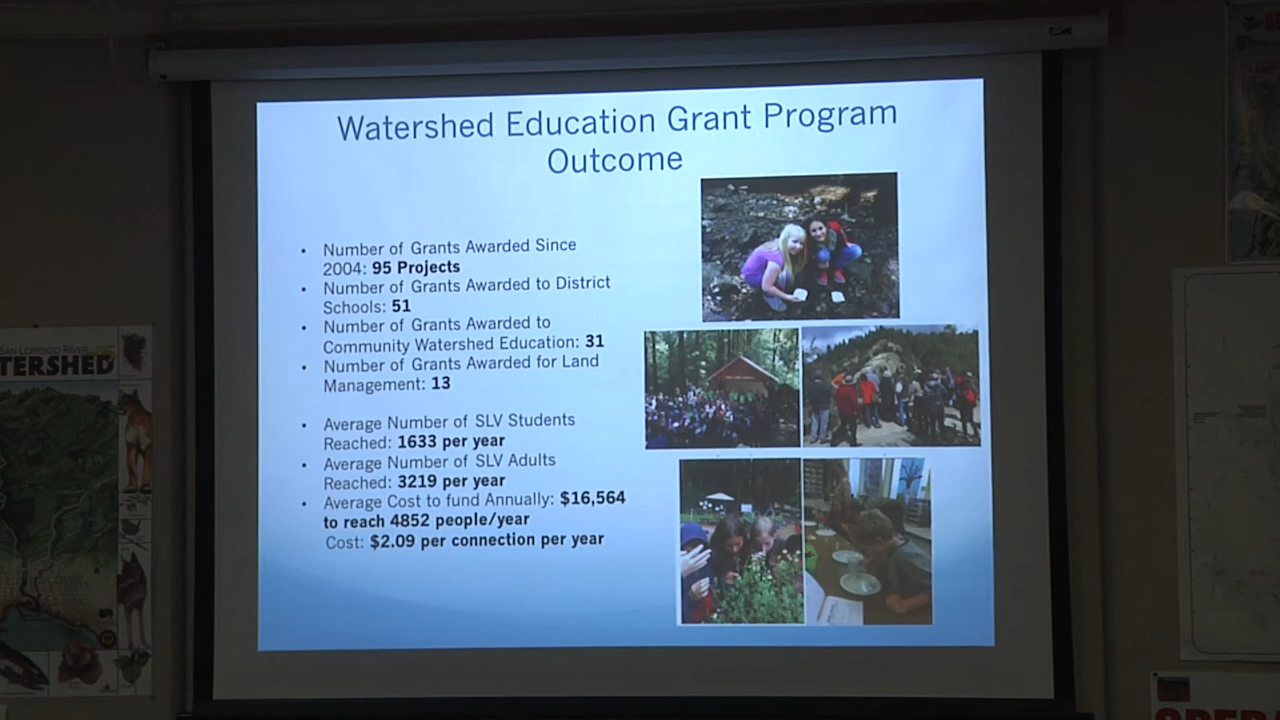 Watershed Education Grant Program
Outcome
• Number of Grants Awarded Since
2004: 95 Projects
• Number of Grants Awarded to District
Schools: 51
• Number of Grants Awarded to
Community Watershed Education: 31
• Number of Grants Awarded for Land
Management: 13
• Average Number of SLV Students
Reached: 1633 per year
• Average Number of SLV Adults
Reached: 3219 per year
• Average Cost to fund Annually: $16,564
to reach 4852 people/year
Cost: $2.09 per connection per year
SAN LORENZO RIVER
TERSHED